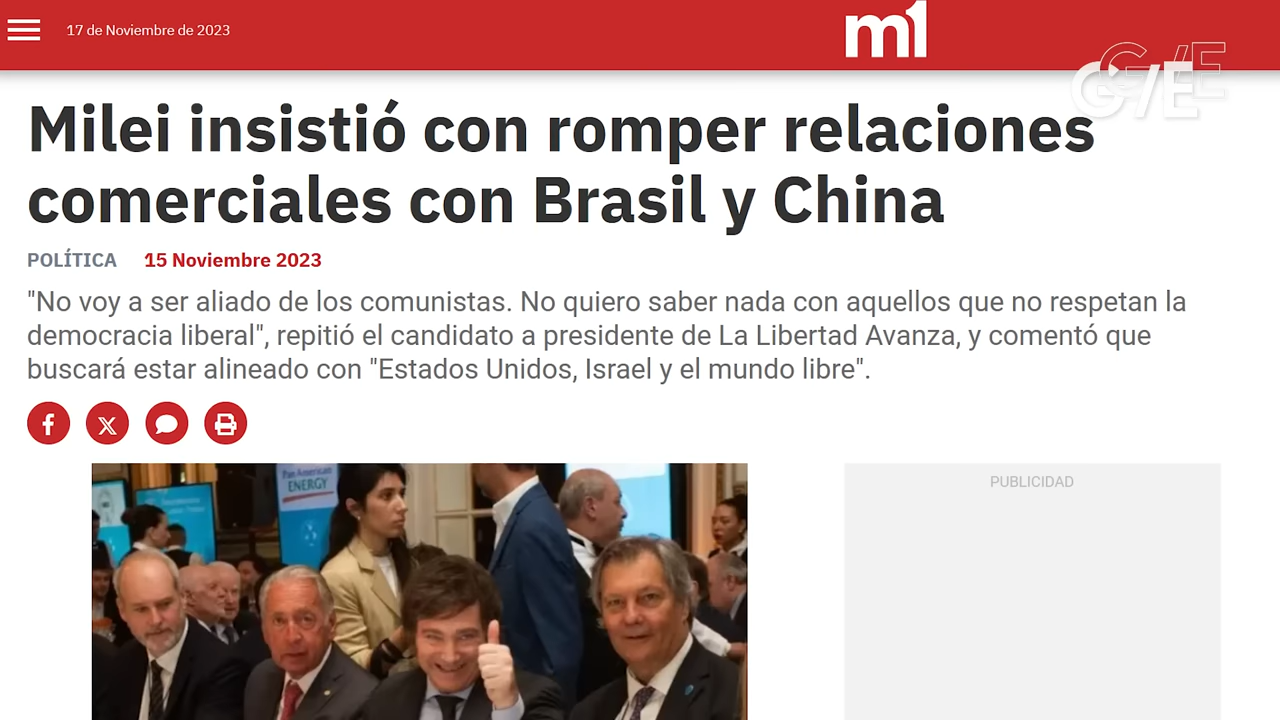 17 de Noviembre de 2023
m1
G/E
G/E
Milei insistió con romper relaciones
comerciales con Brasil y China
POLÍTICA 15 Noviembre 2023
"No voy a ser aliado de los comunistas. No quiero saber nada con aquellos que no respetan la
democracia liberal", repitió el candidato a presidente de La Libertad Avanza, y comentó que
buscará estar alineado con "Estados Unidos, Israel y el mundo libre".
Pan American
ENERGY
PUBLICIDAD